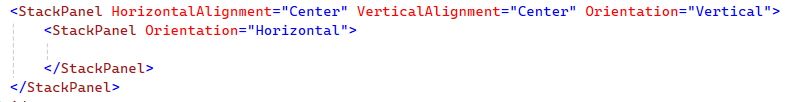 <StackPanel HorizontalAlignment="Center" VerticalAlignment="Center" Orientation="Vertical">
    <StackPanel Orientation="Horizontal">

    </StackPanel>
</StackPanel>